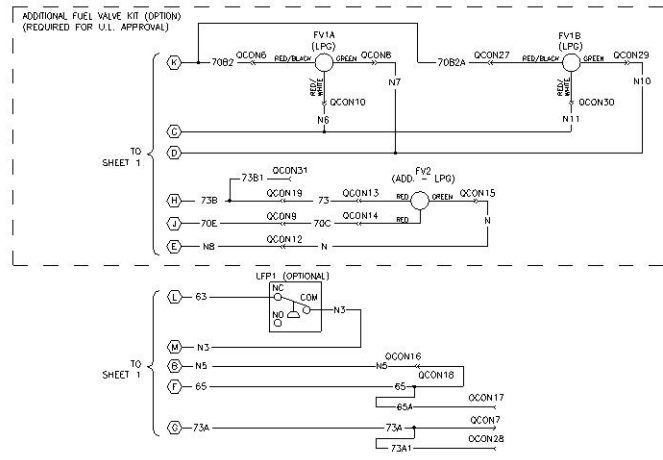 ADDITIONAL FUEL VALVE KIT (OPTION)
(REQUIRED FOR U.L. APPROVAL)
FV1A
(LPG)
FV1B
(LPG)
K
70B2
QCON6
RED/BLACK
GREEN
QCON8
70B2A
QCON27
RED/BLACK
GREEN
QCON29
N7
N10
RED/
WHITE
QCON10
RED/
WHITE
QCON30
N6
N11
C
D
TO
SHEET 1
73B1
QCON31
FV2
(ADD. - LPG)
H
73B
QCON19
73
QCON13
RED
GREEN
QCON15
J
70E
QCON9
70C
QCON14
RED
N
E
N8
QCON12
N
LFP1 (OPTIONAL)
NC
COM
NO
L
63
N3
M
N3
TO
SHEET 1
B
N5
N5
QCON16
QCON18
F
65
65
65A
QCON17
G
73A
73A
QCON7
73A1
QCON28